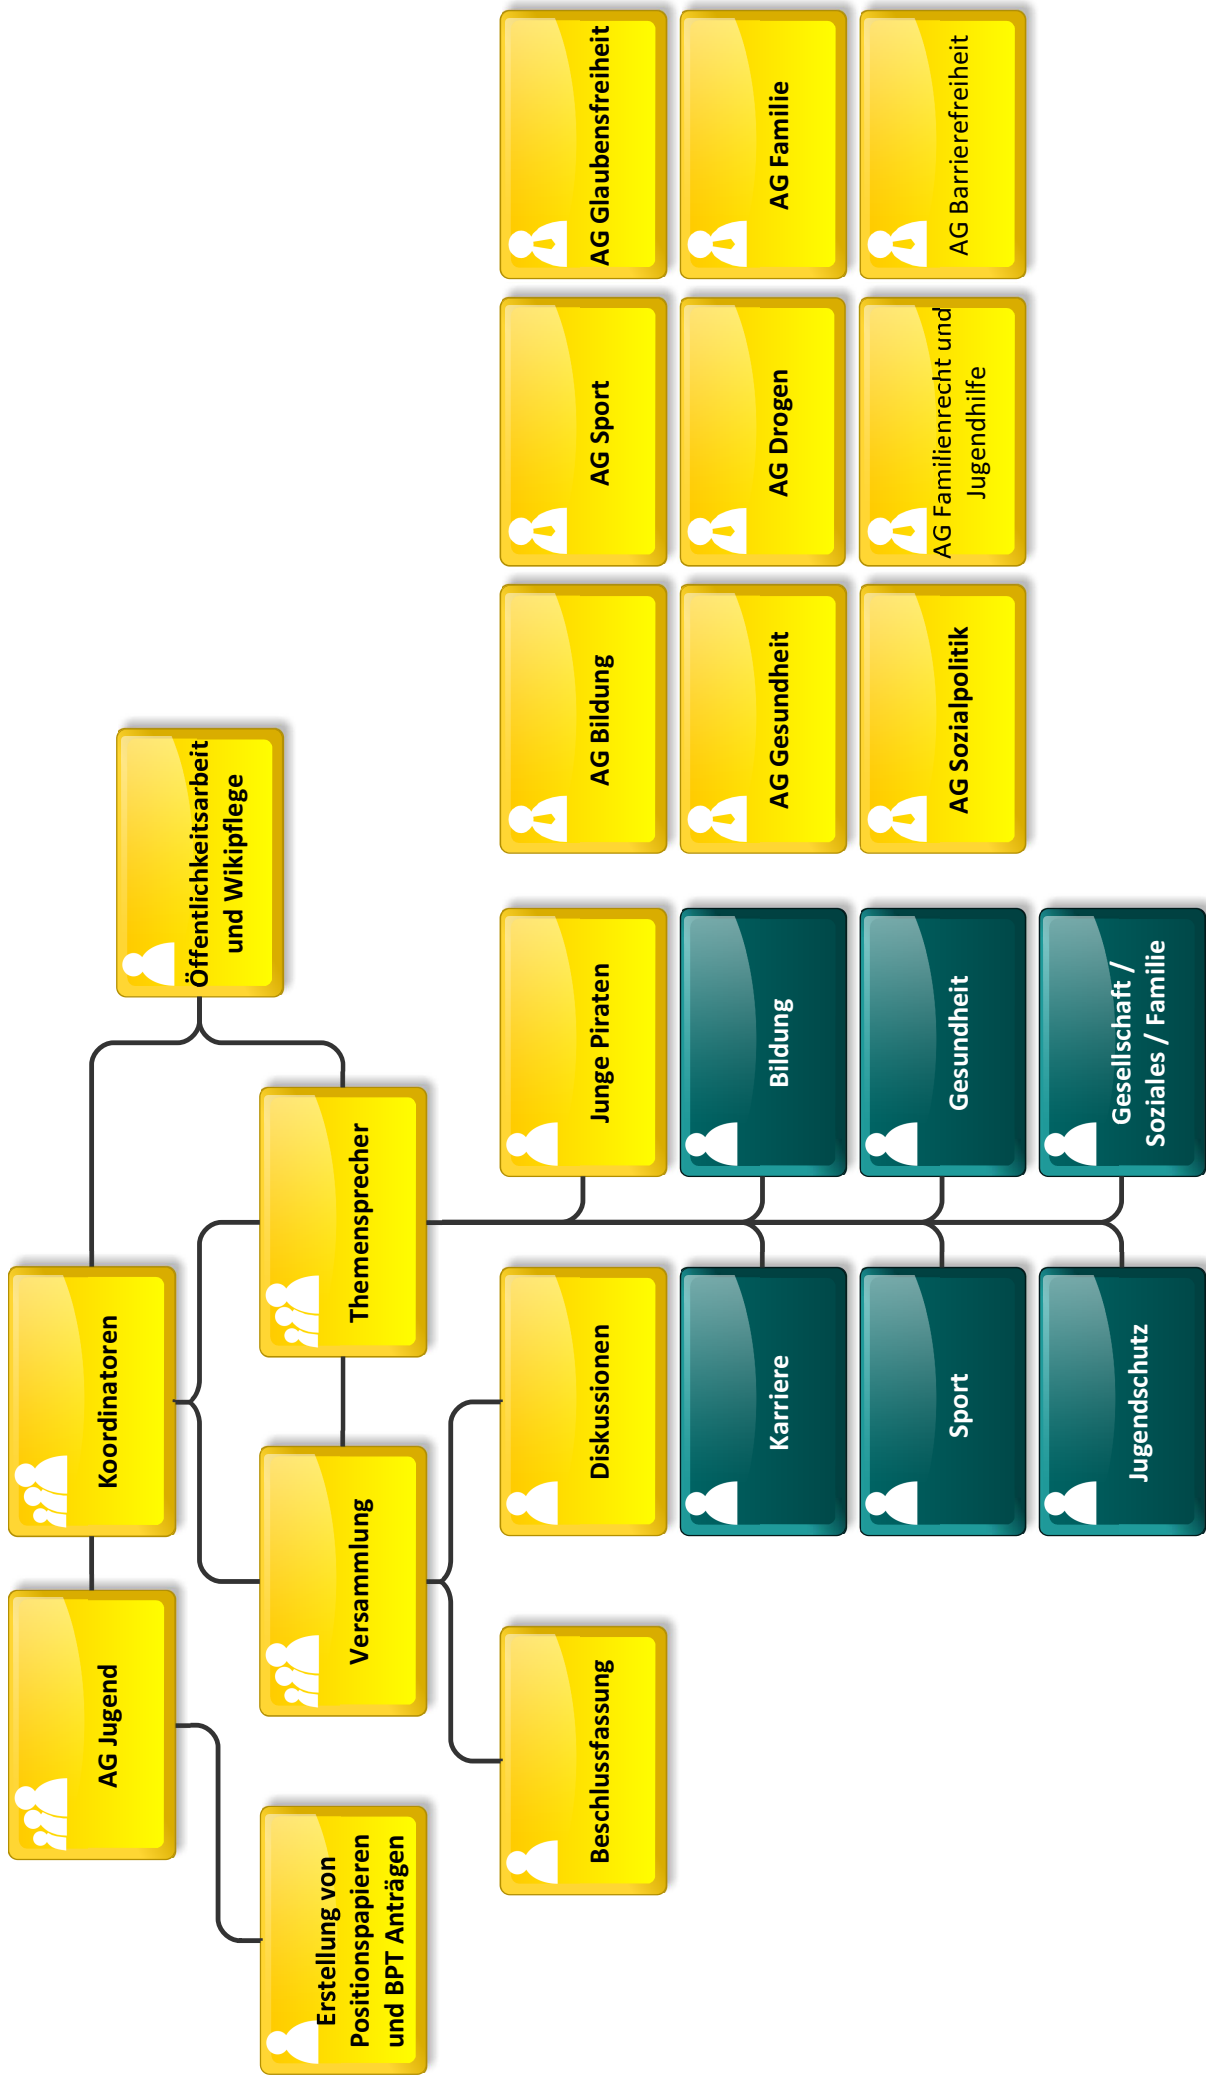 AG Jugend
Koordinatoren
Öffentlichkeitsarbeit
und Wikipflege
Erstellung von
Positionspapieren
und BPT Anträgen
Versammlung
Themensprecher
Beschlussfassung
Diskussionen
Junge Piraten
AG Bildung
AG Sport
AG Glaubensfreiheit
Karriere
Bildung
AG Gesundheit
AG Drogen
AG Familie
Sport
Gesundheit
AG Sozialpolitik
AG Familienrecht und
Jugendhilfe
AG Barrierefreiheit
Jugendschutz
Gesellschaft /
Soziales / Familie